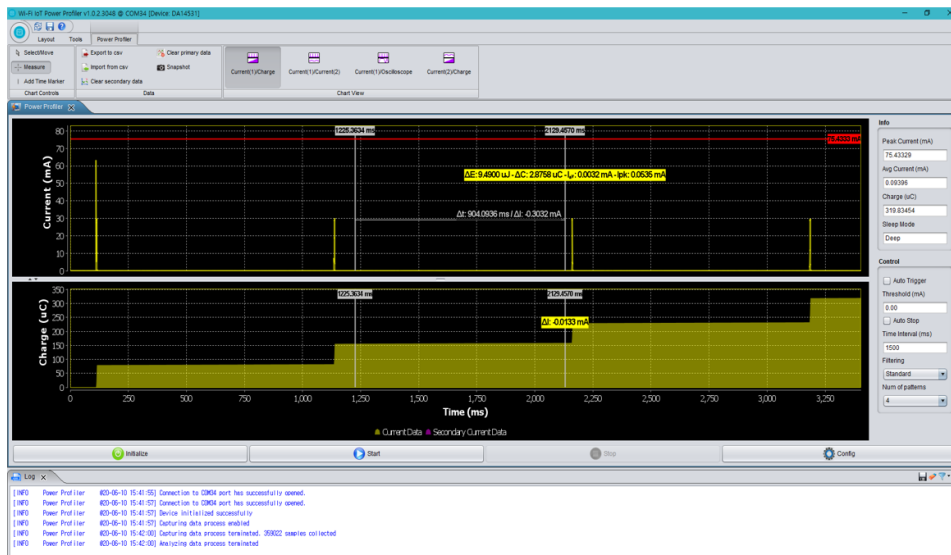 Wi-Fi IoT Power Profiler v1.0.2.3048 @ COM34 [Device: DA14531]
Layout Tools Power Profiler
Select/Move
Measure
Add Time Marker
Chart Controls
Export to csv
Import from csv
Clear secondary data
Clear primary data
Snapshot
Data
Current(1)/Charge
Current(1)/Current(2)
Current(1)/Oscilloscope
Current(2)/Charge
Chart View
Power Profiler
Current (mA)
80
70
60
50
40
30
20
10
0
1225.3634 ms
2129.4570 ms
ΔE: 9.4900 uJ - ΔC: 2.8758 uC - Iₐᵥ: 0.0032 mA - Ipk: 0.0535 mA
Δt: 904.0936 ms / ΔI: -0.3032 mA
Charge (uC)
350
300
250
200
150
100
50
0
1225.3634 ms
2129.4570 ms
ΔI: -0.0133 mA
0 250 500 750 1,000 1,250 1,500 1,750 2,000 2,250 2,500 2,750 3,000 3,250
Time (ms)
Current Data Secondary Current Data
Info
Peak Current (mA)
75.43329
Avg Current (mA)
0.09396
Charge (uC)
319.83454
Sleep Mode
Deep
Control
Auto Trigger
Threshold (mA)
0.00
Auto Stop
Time Interval (ms)
1500
Filtering
Standard
Num of patterns
4
Initialize
Start
Stop
Config
Log
[INFO Power Profiler @20-06-10 15:41:55] Connection to COM34 port has successfully opened.
[INFO Power Profiler @20-06-10 15:41:57] Connection to COM34 port has successfully opened.
[INFO Power Profiler @20-06-10 15:41:57] Device initialized successfully
[INFO Power Profiler @20-06-10 15:41:57] Capturing data process enabled
[INFO Power Profiler @20-06-10 15:42:00] Capturing data process terminated. 359022 samples collected
[INFO Power Profiler @20-06-10 15:42:00] Analyzing data process terminated